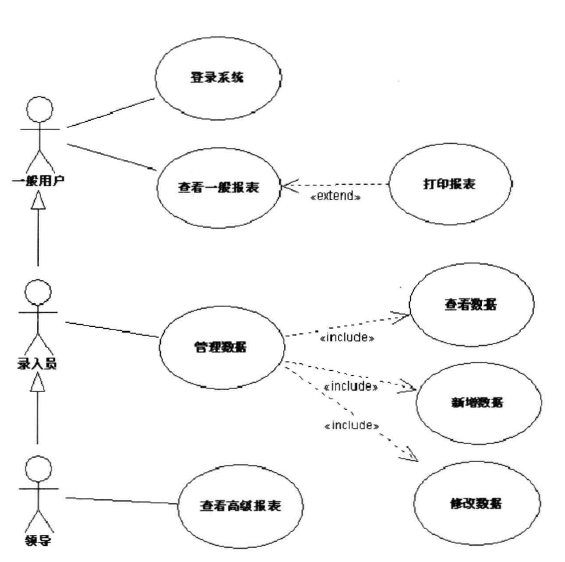 登录系统
一般用户
查看一般报表
«extend»
打印报表
查看数据
«include»
管理数据
录入员
«include»
新增数据
«include»
修改数据
查看高级报表
领导